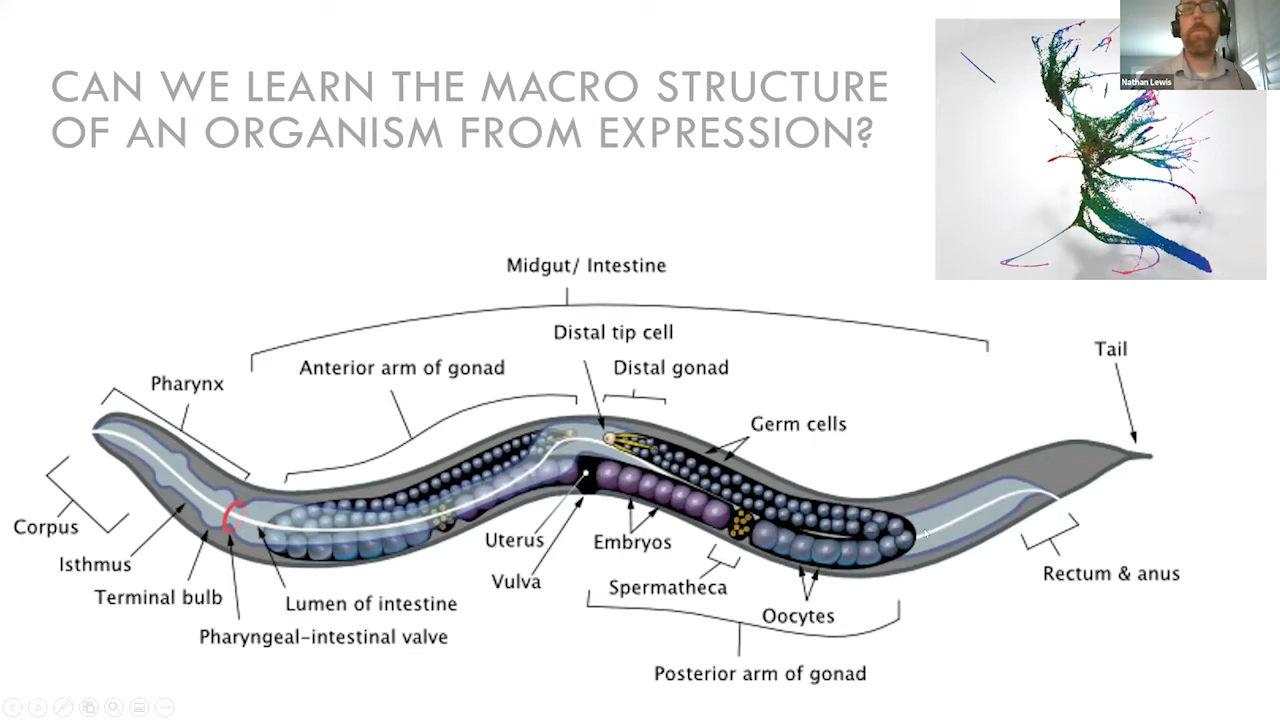 CAN WE LEARN THE MACRO STRUCTURE
OF AN ORGANISM FROM EXPRESSION?
Nathan Lewis
Midgut/ Intestine
Distal tip cell
Tail
Anterior arm of gonad
Distal gonad
Pharynx
Germ cells
Corpus
Isthmus
Terminal bulb
Pharyngeal-intestinal valve
Lumen of intestine
Uterus
Vulva
Embryos
Spermatheca
Oocytes
Rectum & anus
Posterior arm of gonad